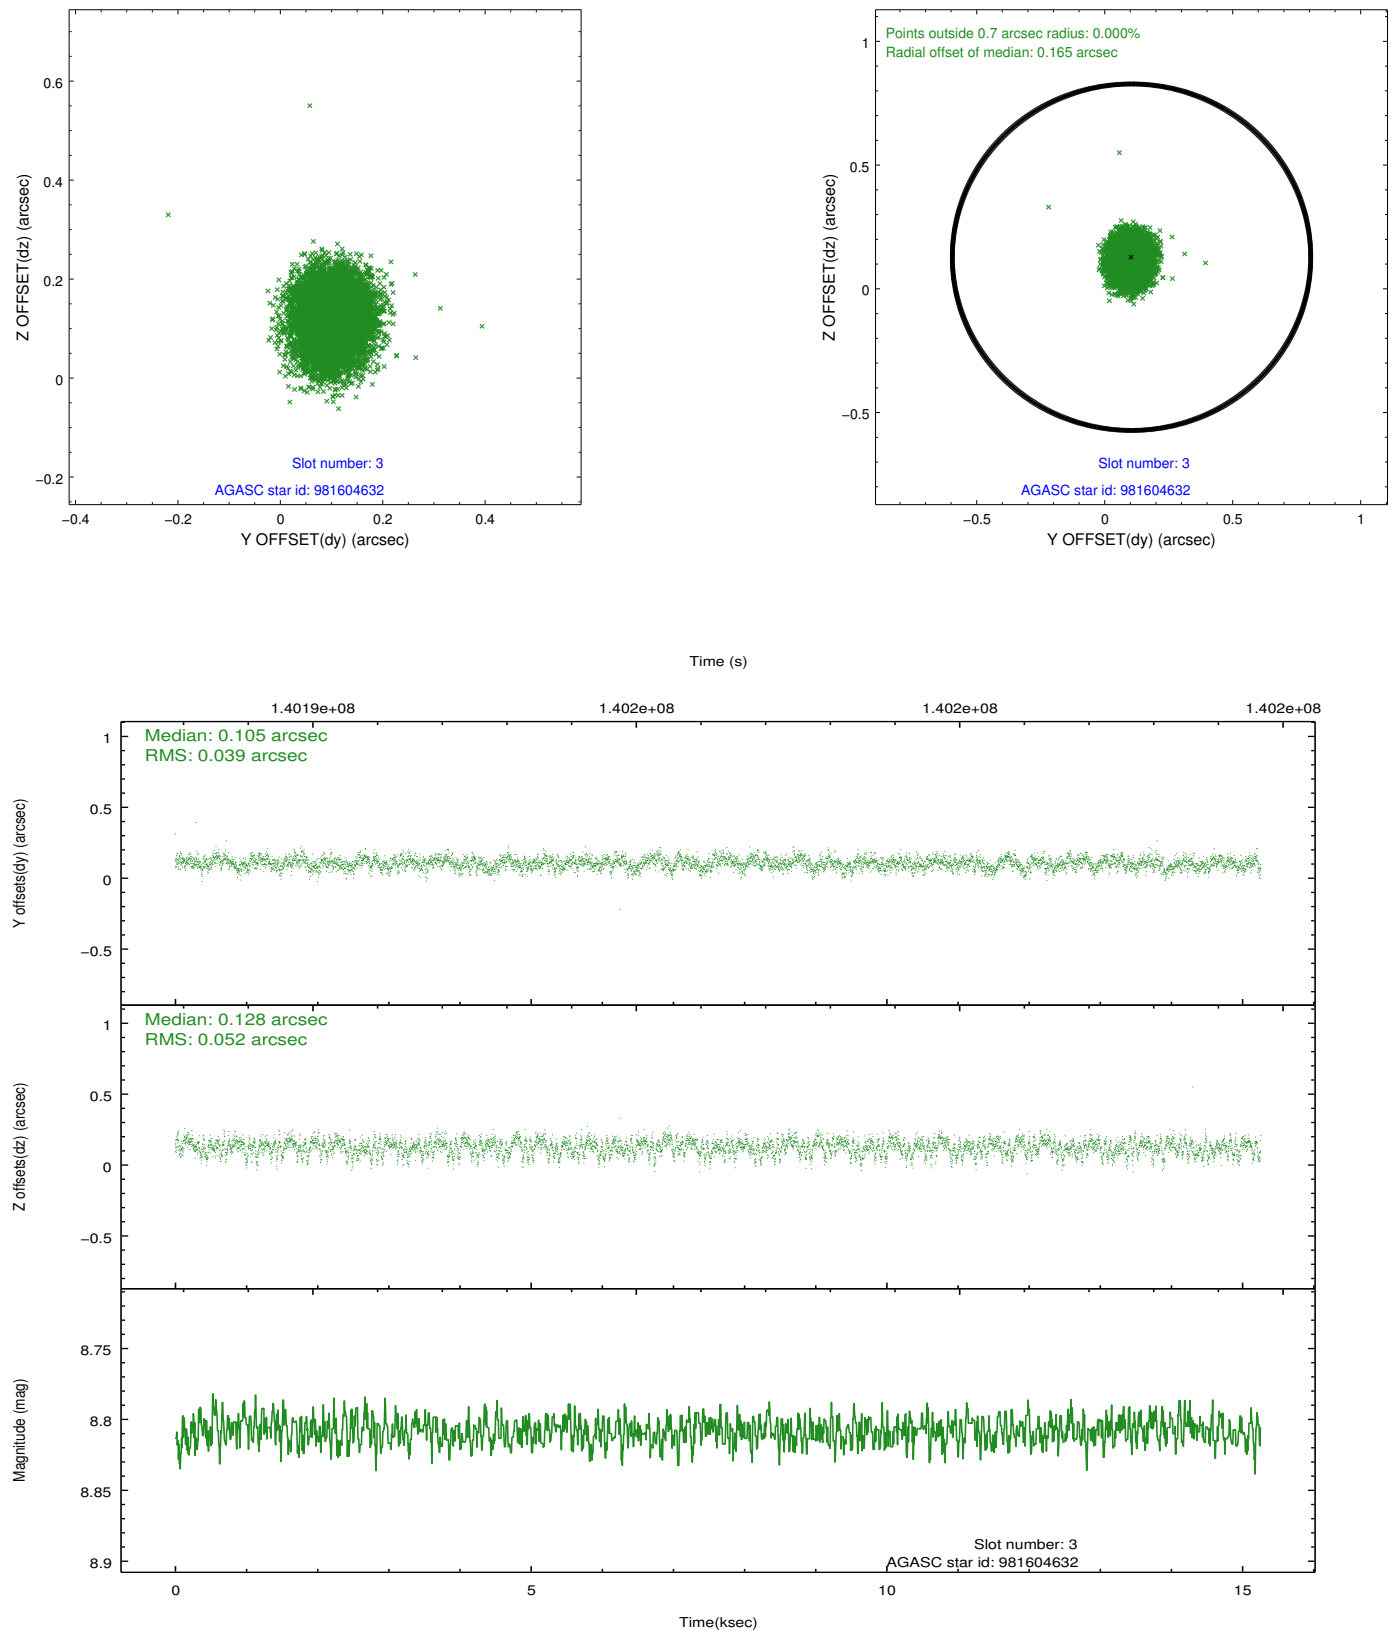 0.6
0.4
0.2
0
−0.2
Z OFFSET(dz) (arcsec)
Slot number: 3
AGASC star id: 981604632
−0.4
−0.2
0
0.2
0.4
Y OFFSET(dy) (arcsec)
Points outside 0.7 arcsec radius: 0.000%
Radial offset of median: 0.165 arcsec
1
0.5
0
−0.5
Z OFFSET(dz) (arcsec)
Slot number: 3
AGASC star id: 981604632
−0.5
0
0.5
1
Y OFFSET(dy) (arcsec)
Time (s)
1.4019e+08
1.402e+08
1.402e+08
1.402e+08
Median: 0.105 arcsec
RMS: 0.039 arcsec
1
0.5
0
−0.5
Y offsets(dy) (arcsec)
Median: 0.128 arcsec
RMS: 0.052 arcsec
1
0.5
0
−0.5
Z offsets(dz) (arcsec)
8.75
8.8
8.85
8.9
Magnitude (mag)
Slot number: 3
AGASC star id: 981604632
0
5
10
15
Time(ksec)